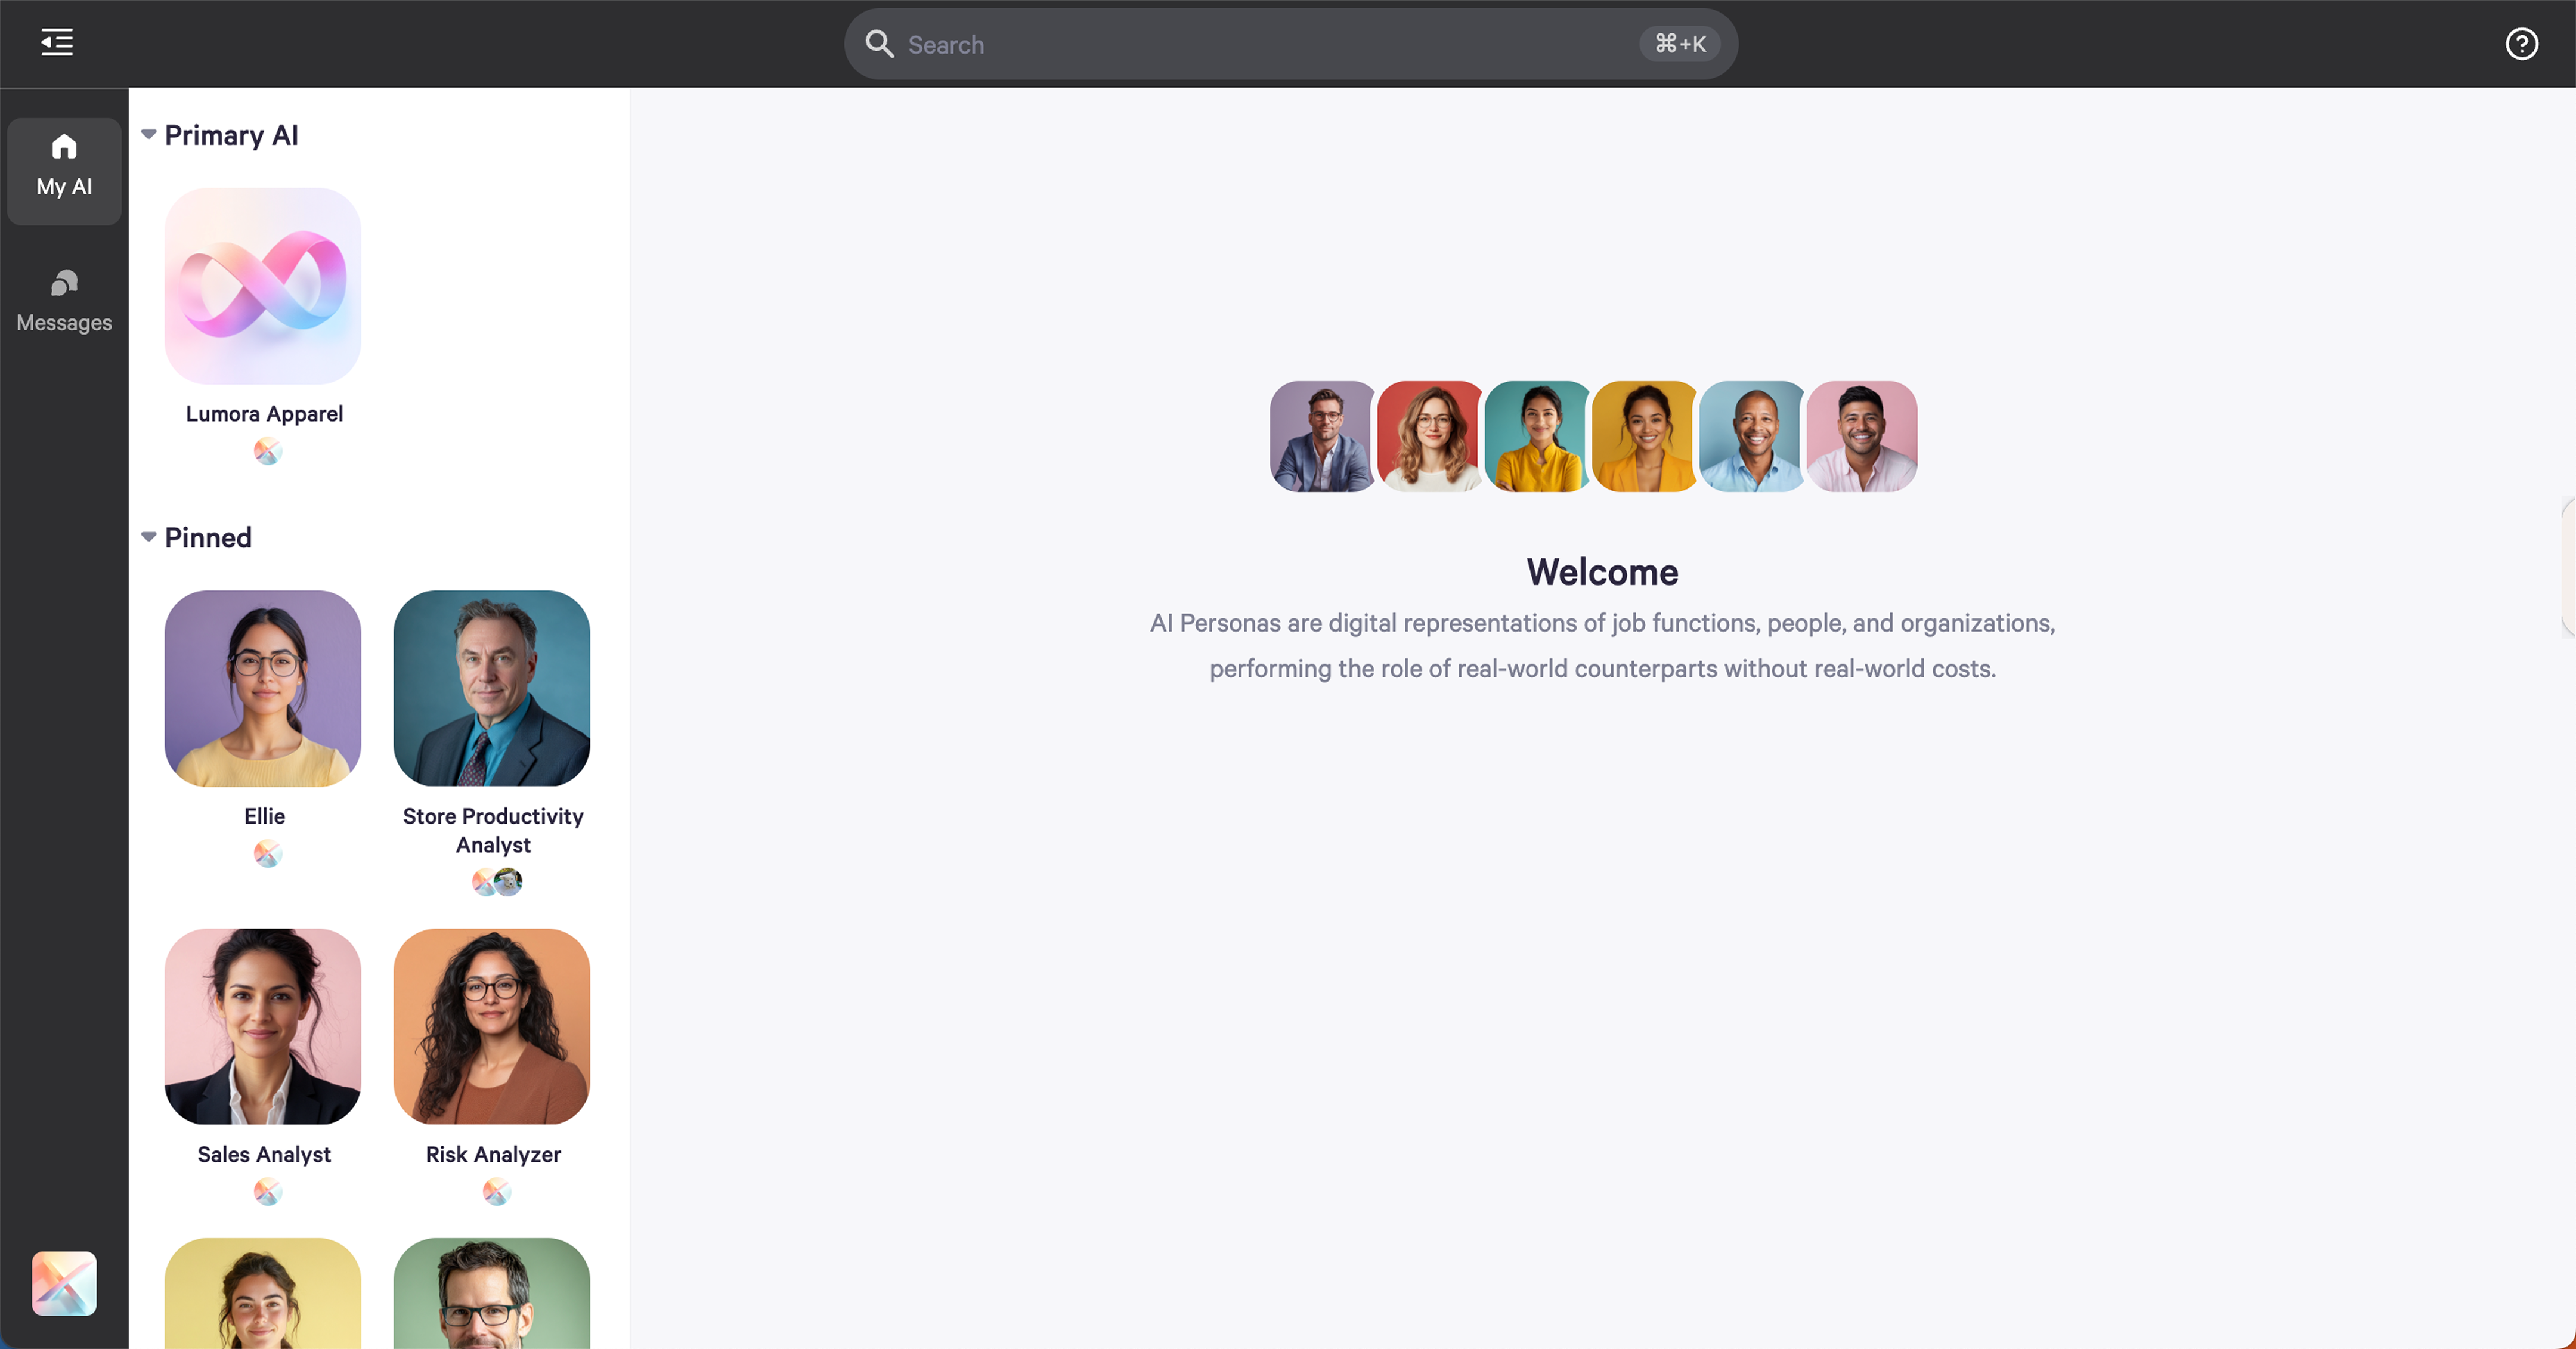 Search
⌘+K
My AI
Messages
Primary AI
Lumora Apparel
Pinned
Ellie
Store Productivity
Analyst
Sales Analyst
Risk Analyzer
Welcome
AI Personas are digital representations of job functions, people, and organizations,
performing the role of real-world counterparts without real-world costs.